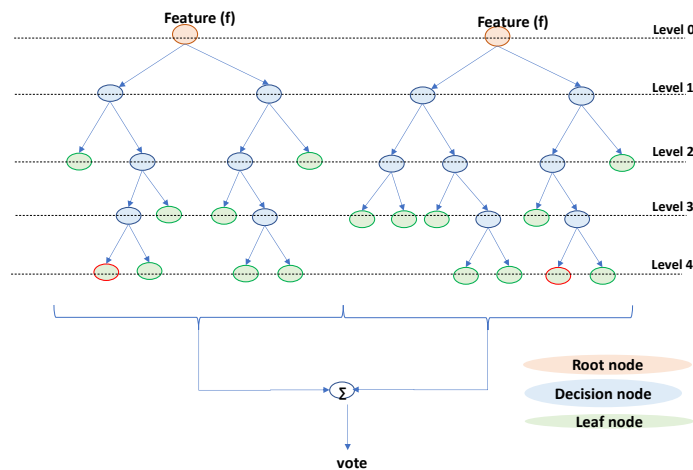 Feature (f)
Feature (f)
Level 0
Level 1
Level 2
Level 3
Level 4
Root node
Σ
Decision node
Leaf node
vote